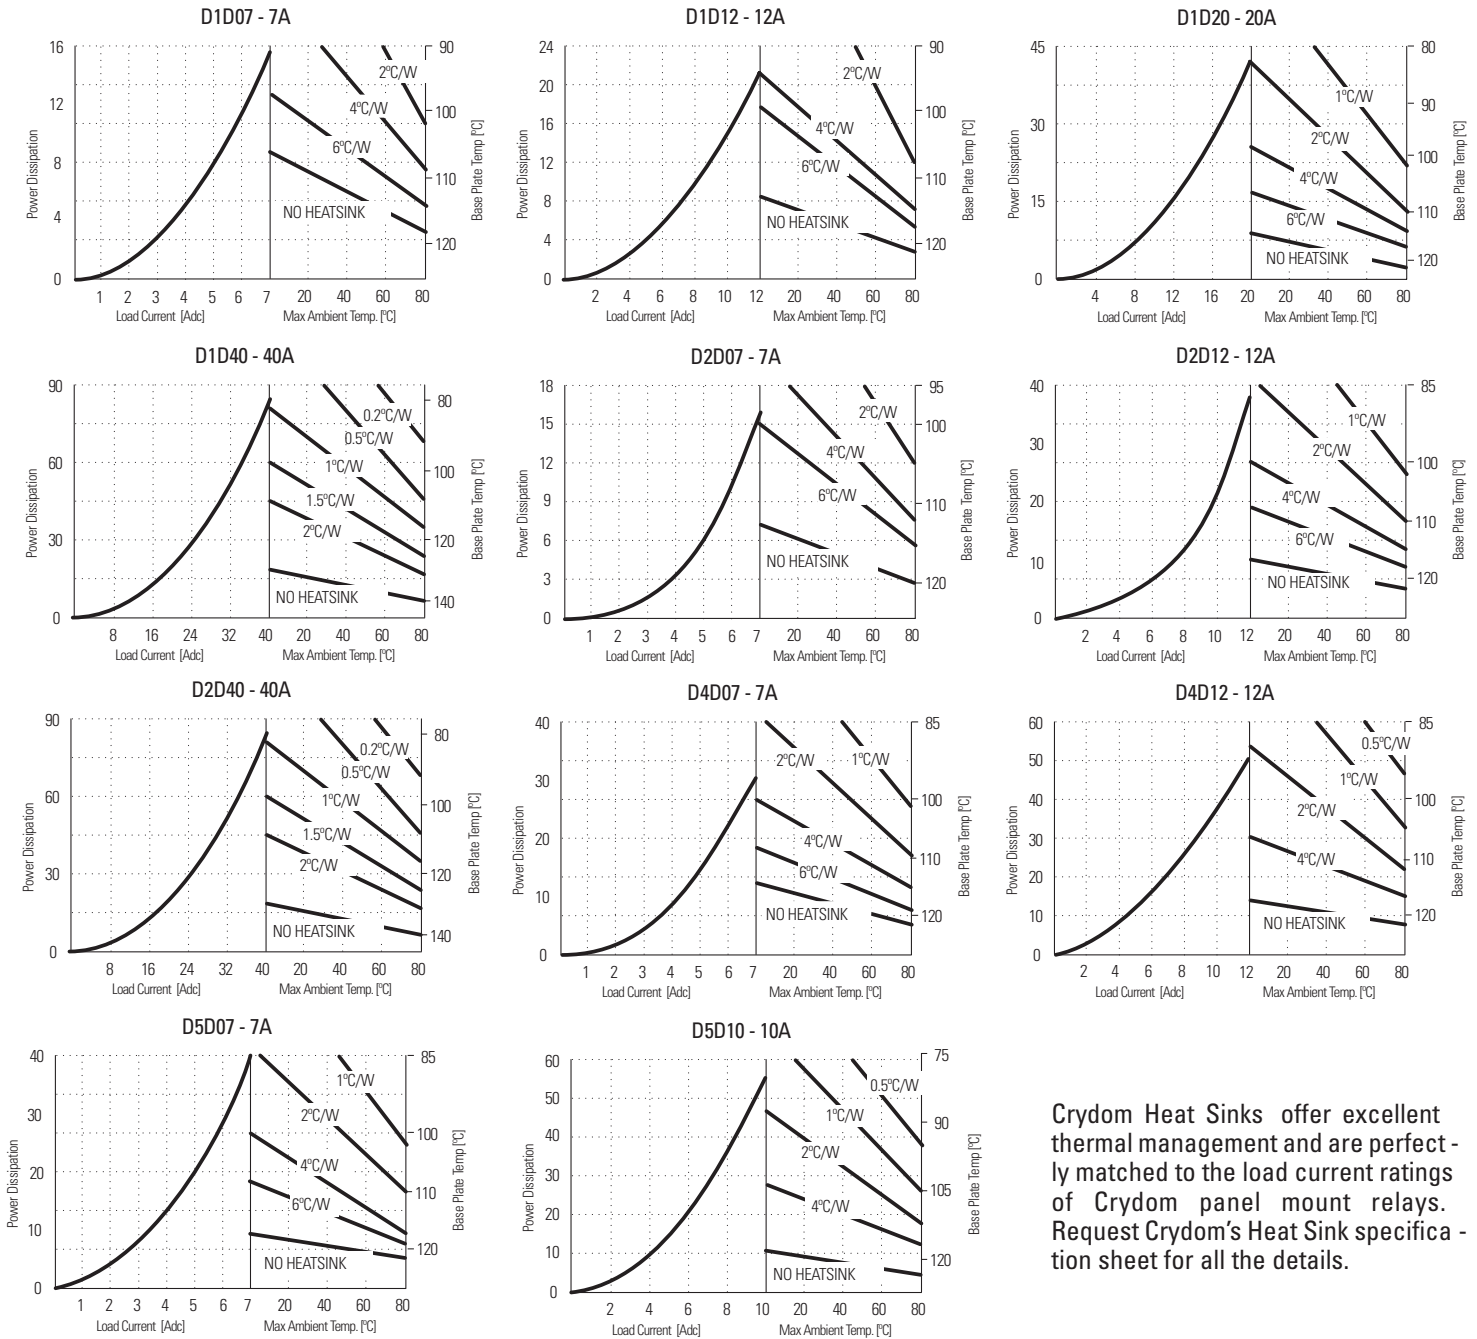 D1D07 - 7A
16
12
8
4
0
Power Dissipation
1 2 3 4 5 6 7 20 40 60 80
Load Current [Adc]
Max Ambient Temp. [ºC]
2ºC/W
4ºC/W
6ºC/W
NO HEATSINK
90
100
110
120
Base Plate Temp [ºC]
D1D12 - 12A
24
20
16
12
8
4
0
Power Dissipation
2 4 6 8 10 12 20 40 60 80
Load Current [Adc]
Max Ambient Temp. [ºC]
2ºC/W
4ºC/W
6ºC/W
NO HEATSINK
90
100
110
120
Base Plate Temp [ºC]
D1D20 - 20A
45
30
15
0
Power Dissipation
4 8 12 16 20 20 40 60 80
Load Current [Adc]
Max Ambient Temp. [ºC]
1ºC/W
2ºC/W
4ºC/W
6ºC/W
NO HEATSINK
80
90
100
110
120
Base Plate Temp [ºC]
D1D40 - 40A
90
60
30
0
Power Dissipation
8 16 24 32 40 20 40 60 80
Load Current [Adc]
Max Ambient Temp. [ºC]
0.2ºC/W
0.5ºC/W
1ºC/W
1.5ºC/W
2ºC/W
NO HEATSINK
80
100
120
140
Base Plate Temp [ºC]
D2D07 - 7A
18
15
12
9
6
3
0
Power Dissipation
1 2 3 4 5 6 7 20 40 60 80
Load Current [Adc]
Max Ambient Temp. [ºC]
2ºC/W
4ºC/W
6ºC/W
NO HEATSINK
95
100
110
120
Base Plate Temp [ºC]
D2D12 - 12A
40
30
20
10
0
Power Dissipation
2 4 6 8 10 12 20 40 60 80
Load Current [Adc]
Max Ambient Temp. [ºC]
1ºC/W
2ºC/W
4ºC/W
6ºC/W
NO HEATSINK
85
100
110
120
Base Plate Temp [ºC]
D2D40 - 40A
90
60
30
0
Power Dissipation
8 16 24 32 40 20 40 60 80
Load Current [Adc]
Max Ambient Temp. [ºC]
0.2ºC/W
0.5ºC/W
1ºC/W
1.5ºC/W
2ºC/W
NO HEATSINK
80
100
120
140
Base Plate Temp [ºC]
D4D07 - 7A
40
30
20
10
0
Power Dissipation
1 2 3 4 5 6 7 20 40 60 80
Load Current [Adc]
Max Ambient Temp. [ºC]
1ºC/W
2ºC/W
4ºC/W
6ºC/W
NO HEATSINK
85
100
110
120
Base Plate Temp [ºC]
D4D12 - 12A
60
50
40
30
20
10
0
Power Dissipation
2 4 6 8 10 12 20 40 60 80
Load Current [Adc]
Max Ambient Temp. [ºC]
0.5ºC/W
1ºC/W
2ºC/W
4ºC/W
NO HEATSINK
85
100
110
120
Base Plate Temp [ºC]
D5D07 - 7A
40
30
20
10
0
Power Dissipation
1 2 3 4 5 6 7 20 40 60 80
Load Current [Adc]
Max Ambient Temp. [ºC]
1ºC/W
2ºC/W
4ºC/W
6ºC/W
NO HEATSINK
85
100
110
120
Base Plate Temp [ºC]
D5D10 - 10A
60
50
40
30
20
10
0
Power Dissipation
2 4 6 8 10 20 40 60 80
Load Current [Adc]
Max Ambient Temp. [ºC]
0.5ºC/W
1ºC/W
2ºC/W
4ºC/W
NO HEATSINK
75
90
105
120
Base Plate Temp [ºC]
Crydom Heat Sinks offer excellent
thermal management and are perfect -
ly matched to the load current ratings
of Crydom panel mount relays.
Request Crydom's Heat Sink specifica -
tion sheet for all the details.